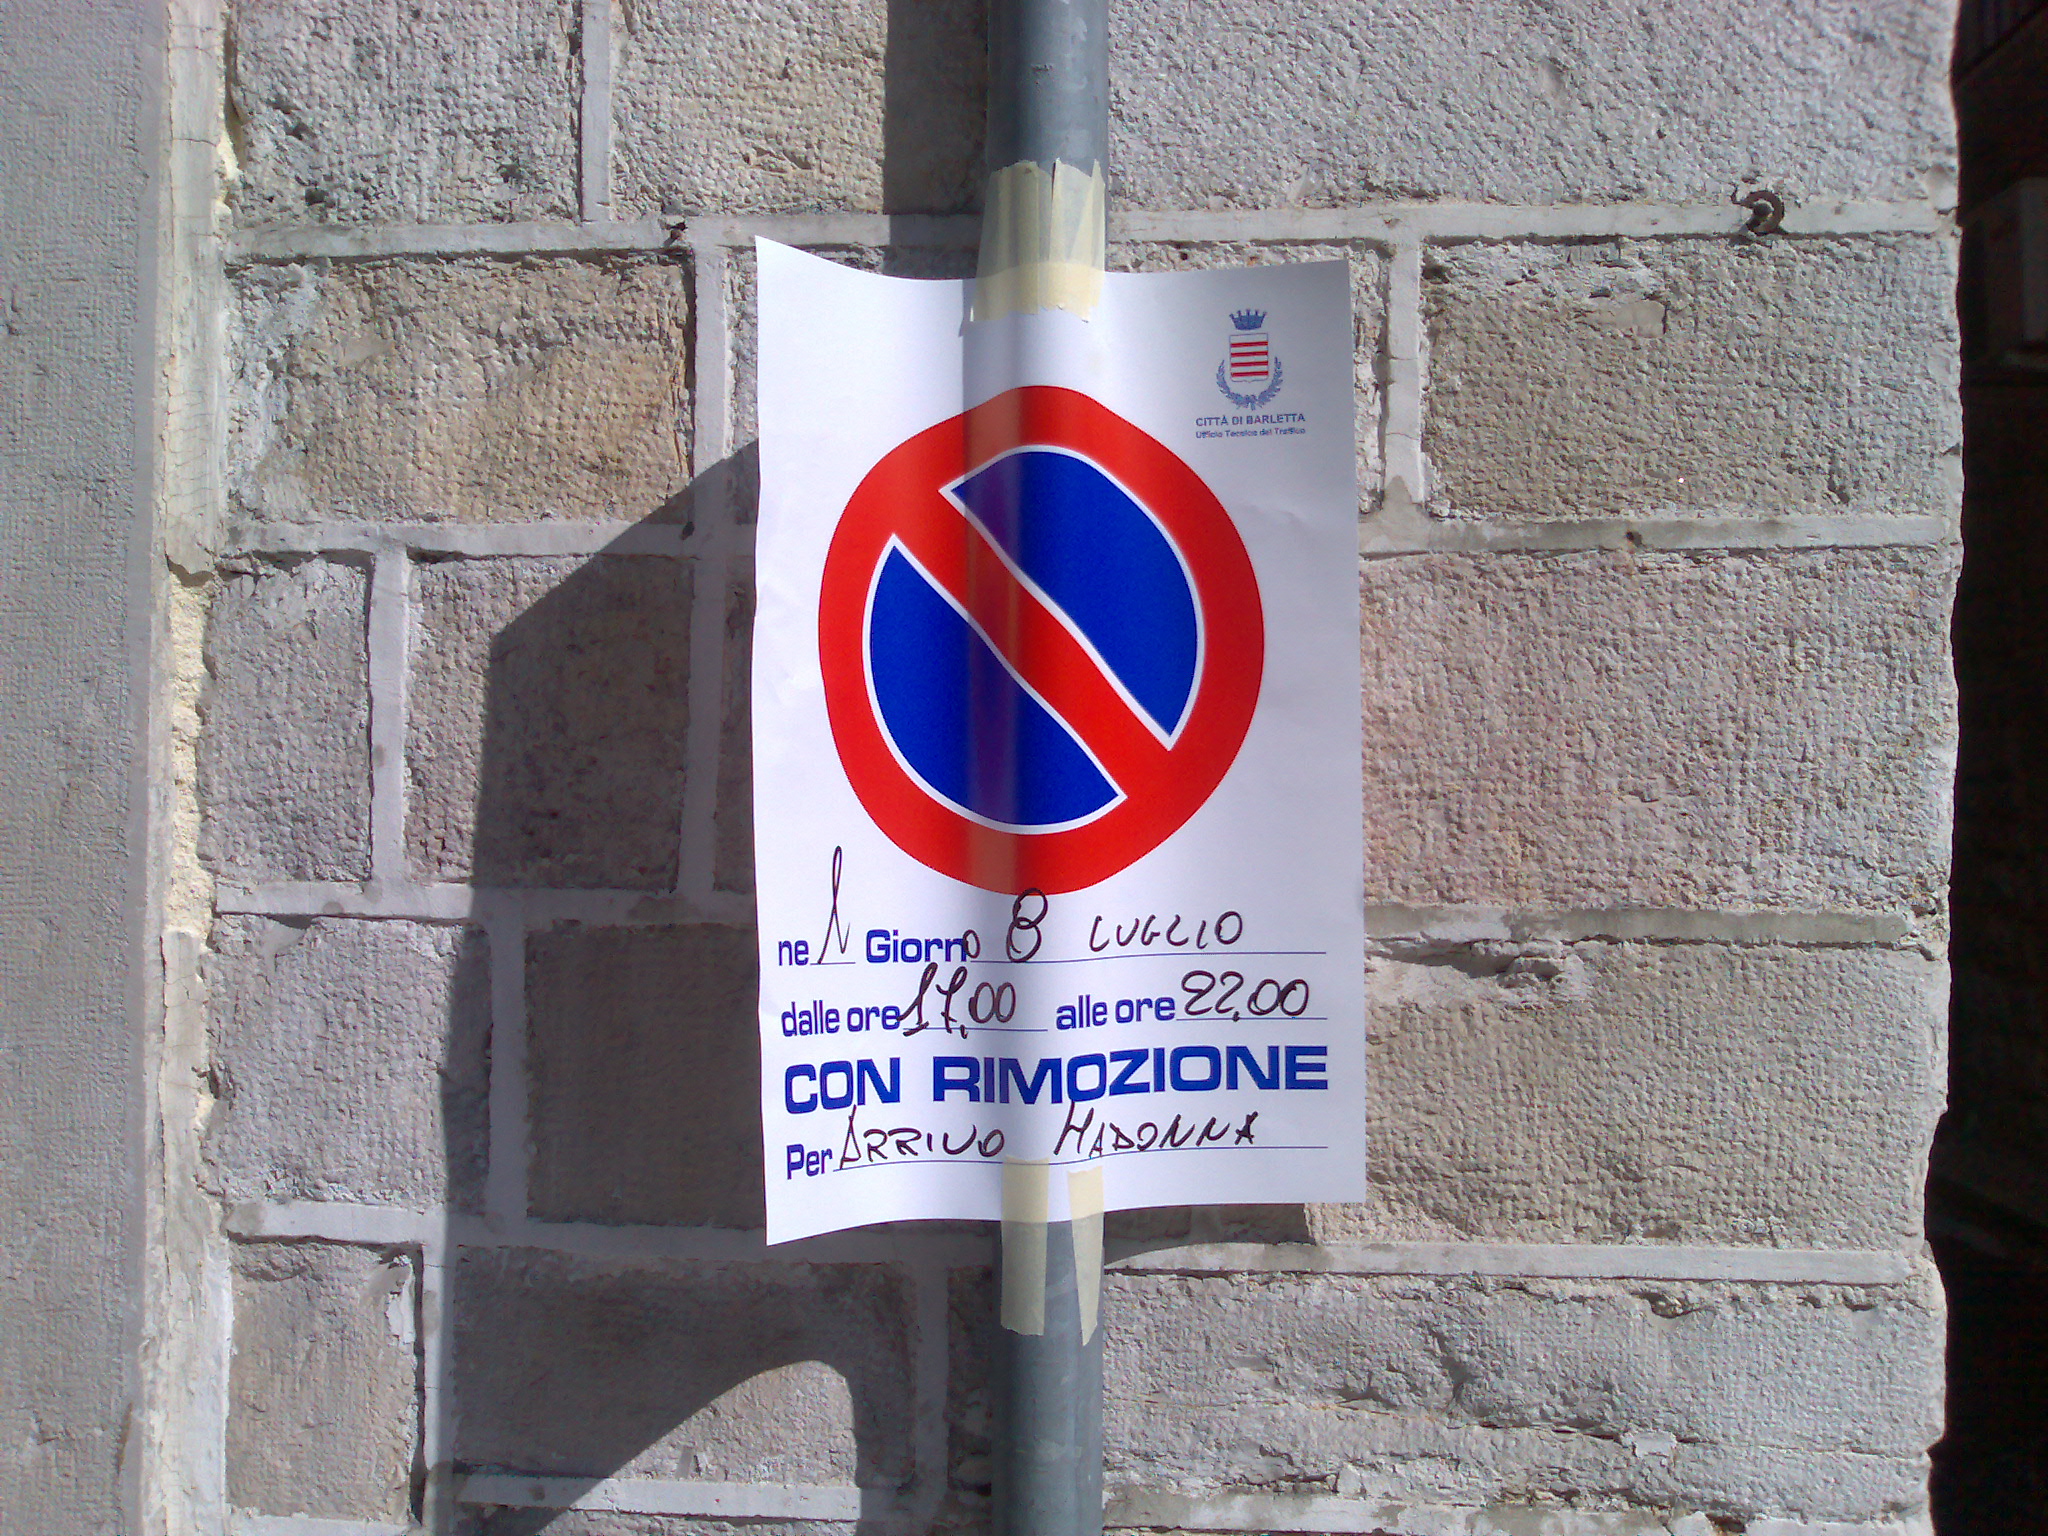 CITTÀ DI BARLETTA
Ufficio Tecnico del Traffico
nel Giorno 8 LUGLIO
dalle ore 17,00 alle ore 22,00
CON RIMOZIONE
Per ARRIVO MADONNA